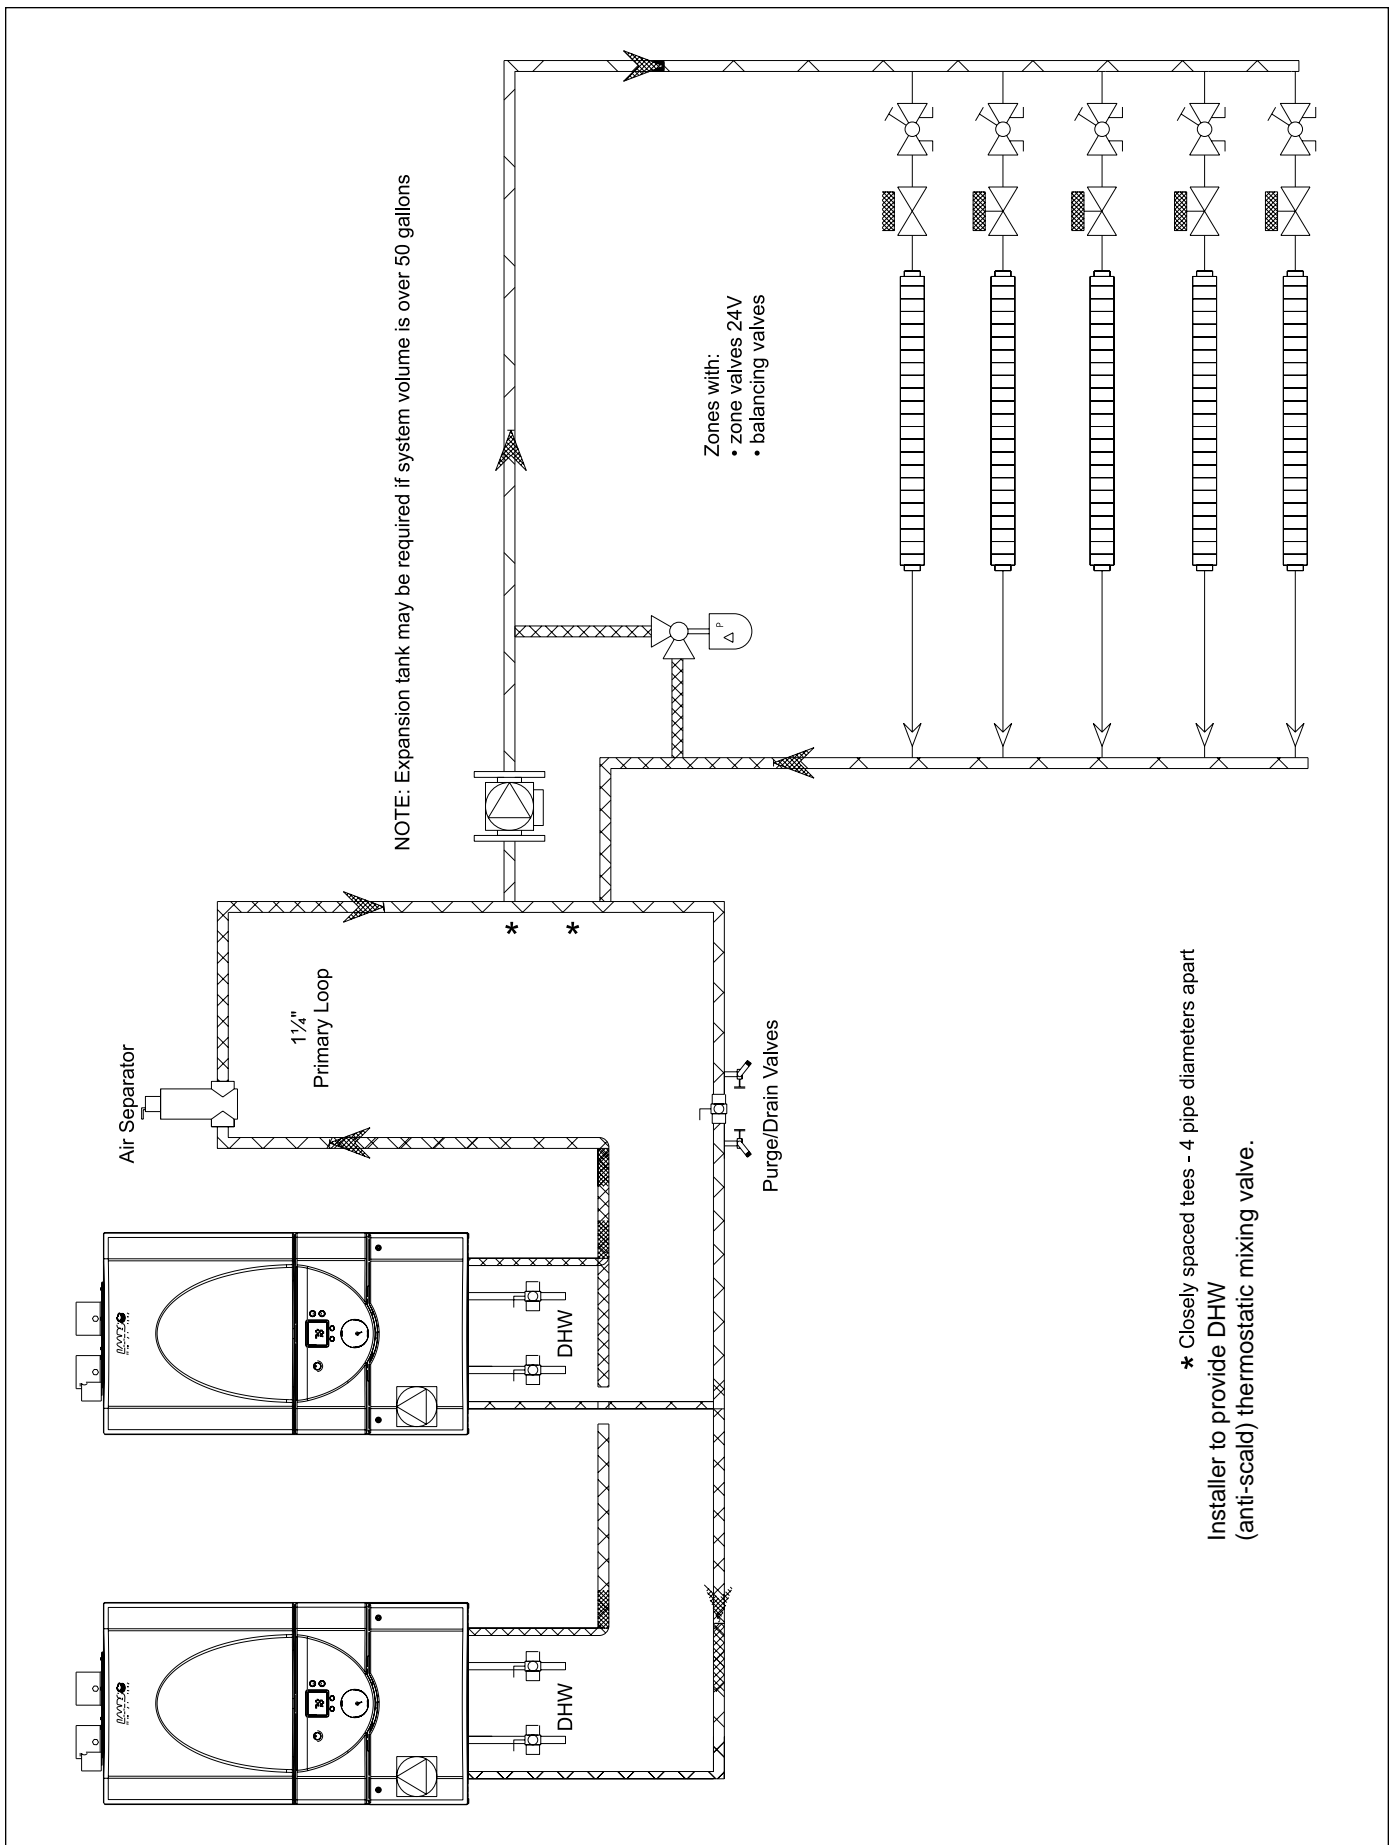 NOTE: Expansion tank may be required if system volume is over 50 gallons
Air Separator
1¼"
Primary Loop
Zones with:
• zone valves 24V
• balancing valves
P
DHW
DHW
*
*
Purge/Drain Valves
* Closely spaced tees - 4 pipe diameters apart
Installer to provide DHW
(anti-scald) thermostatic mixing valve.